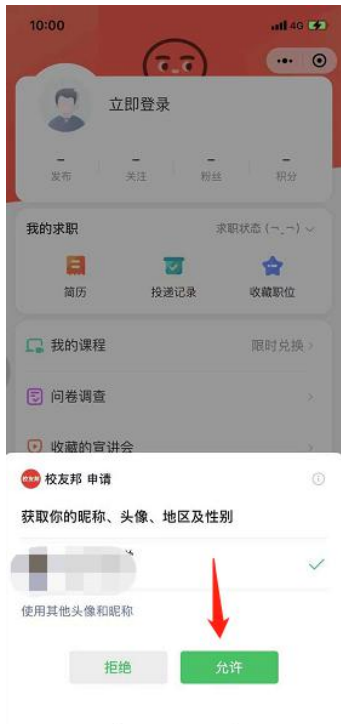 10:00
4G
立即登录
发布 关注 粉丝 积分
我的求职 求职状态 (¬_¬)
简历 投递记录 收藏职位
我的课程 限时兑换
问卷调查
收藏的宣讲会
校友邦 校友邦 申请
获取你的昵称、头像、地区及性别
使用其他头像和昵称
拒绝 允许